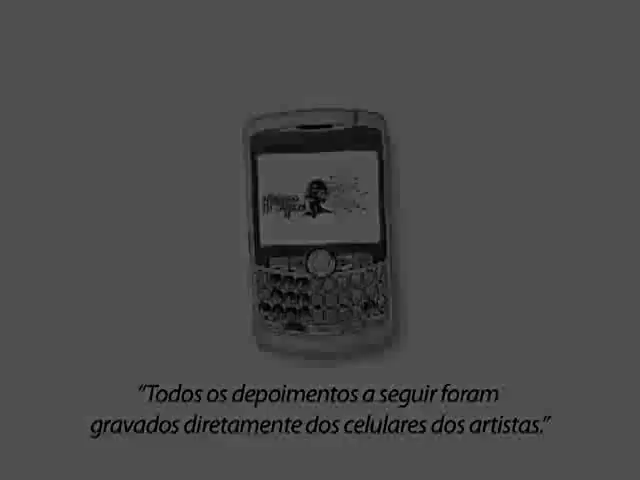 “Todos os depoimentos a seguir foram
gravados diretamente dos celulares dos artistas.”